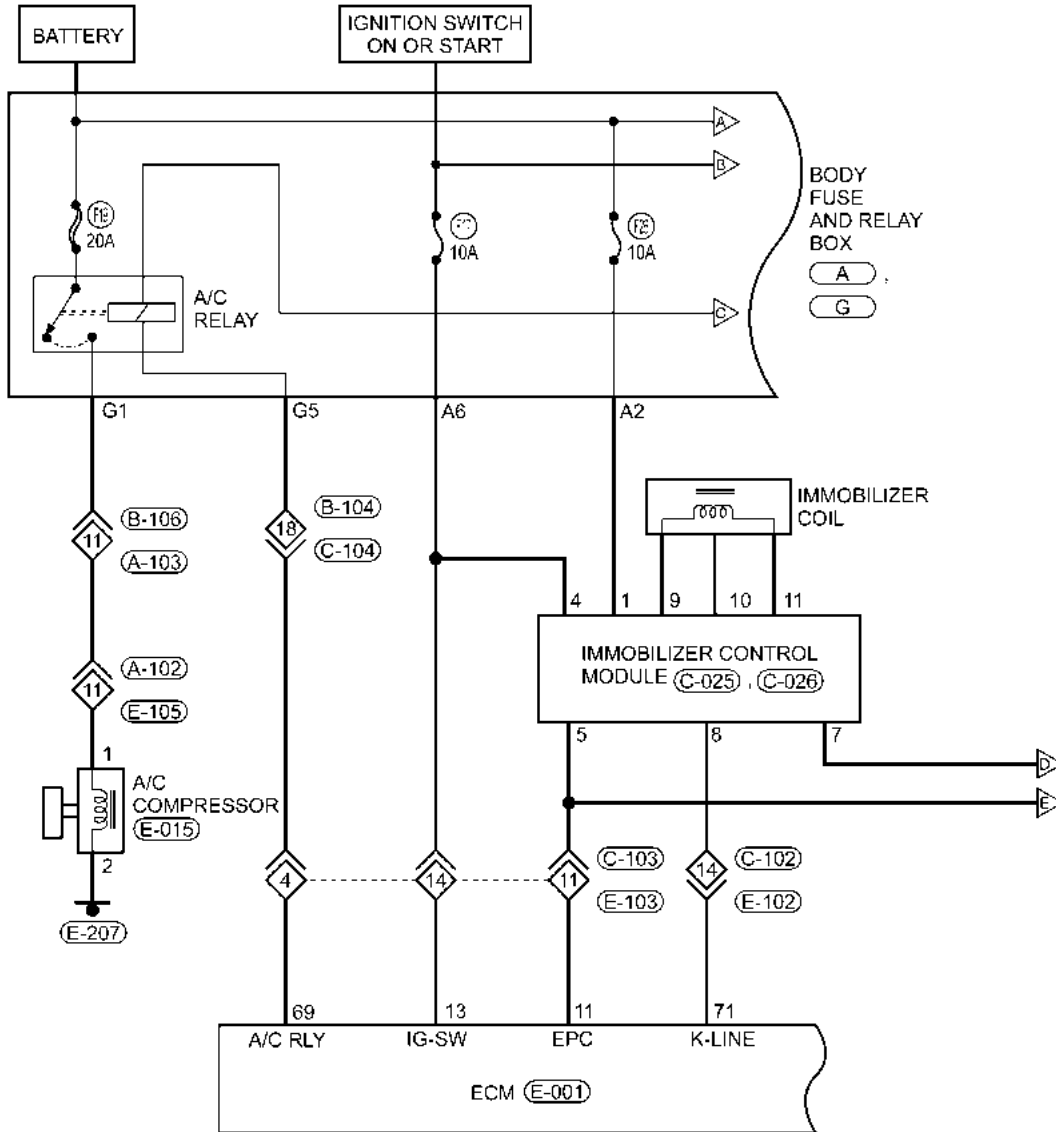 BATTERY
IGNITION SWITCH
ON OR START
A
B
BODY
FUSE
AND RELAY
BOX
A ,
G
F19
20A
10A
F26
10A
A/C
RELAY
C
G1
G5
A6
A2
B-106
11
A-103
18
B-104
C-104
IMMOBILIZER
COIL
4
1
9
10
11
A-102
11
E-105
IMMOBILIZER CONTROL
MODULE C-025 , C-026
5
8
7
D
E
1
A/C
COMPRESSOR
E-015
2
E-207
4
14
11
C-103
E-103
14
C-102
E-102
69
13
11
71
A/C RLY
IG-SW
EPC
K-LINE
ECM E-001